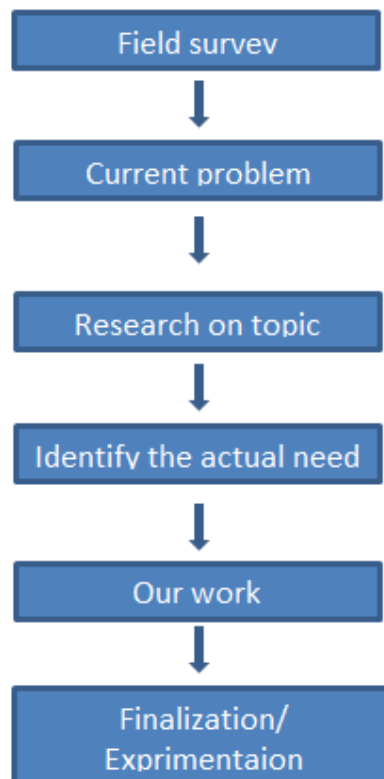 Field survey
Current problem
Research on topic
Identify the actual need
Our work
Finalization/
Exprimentaion